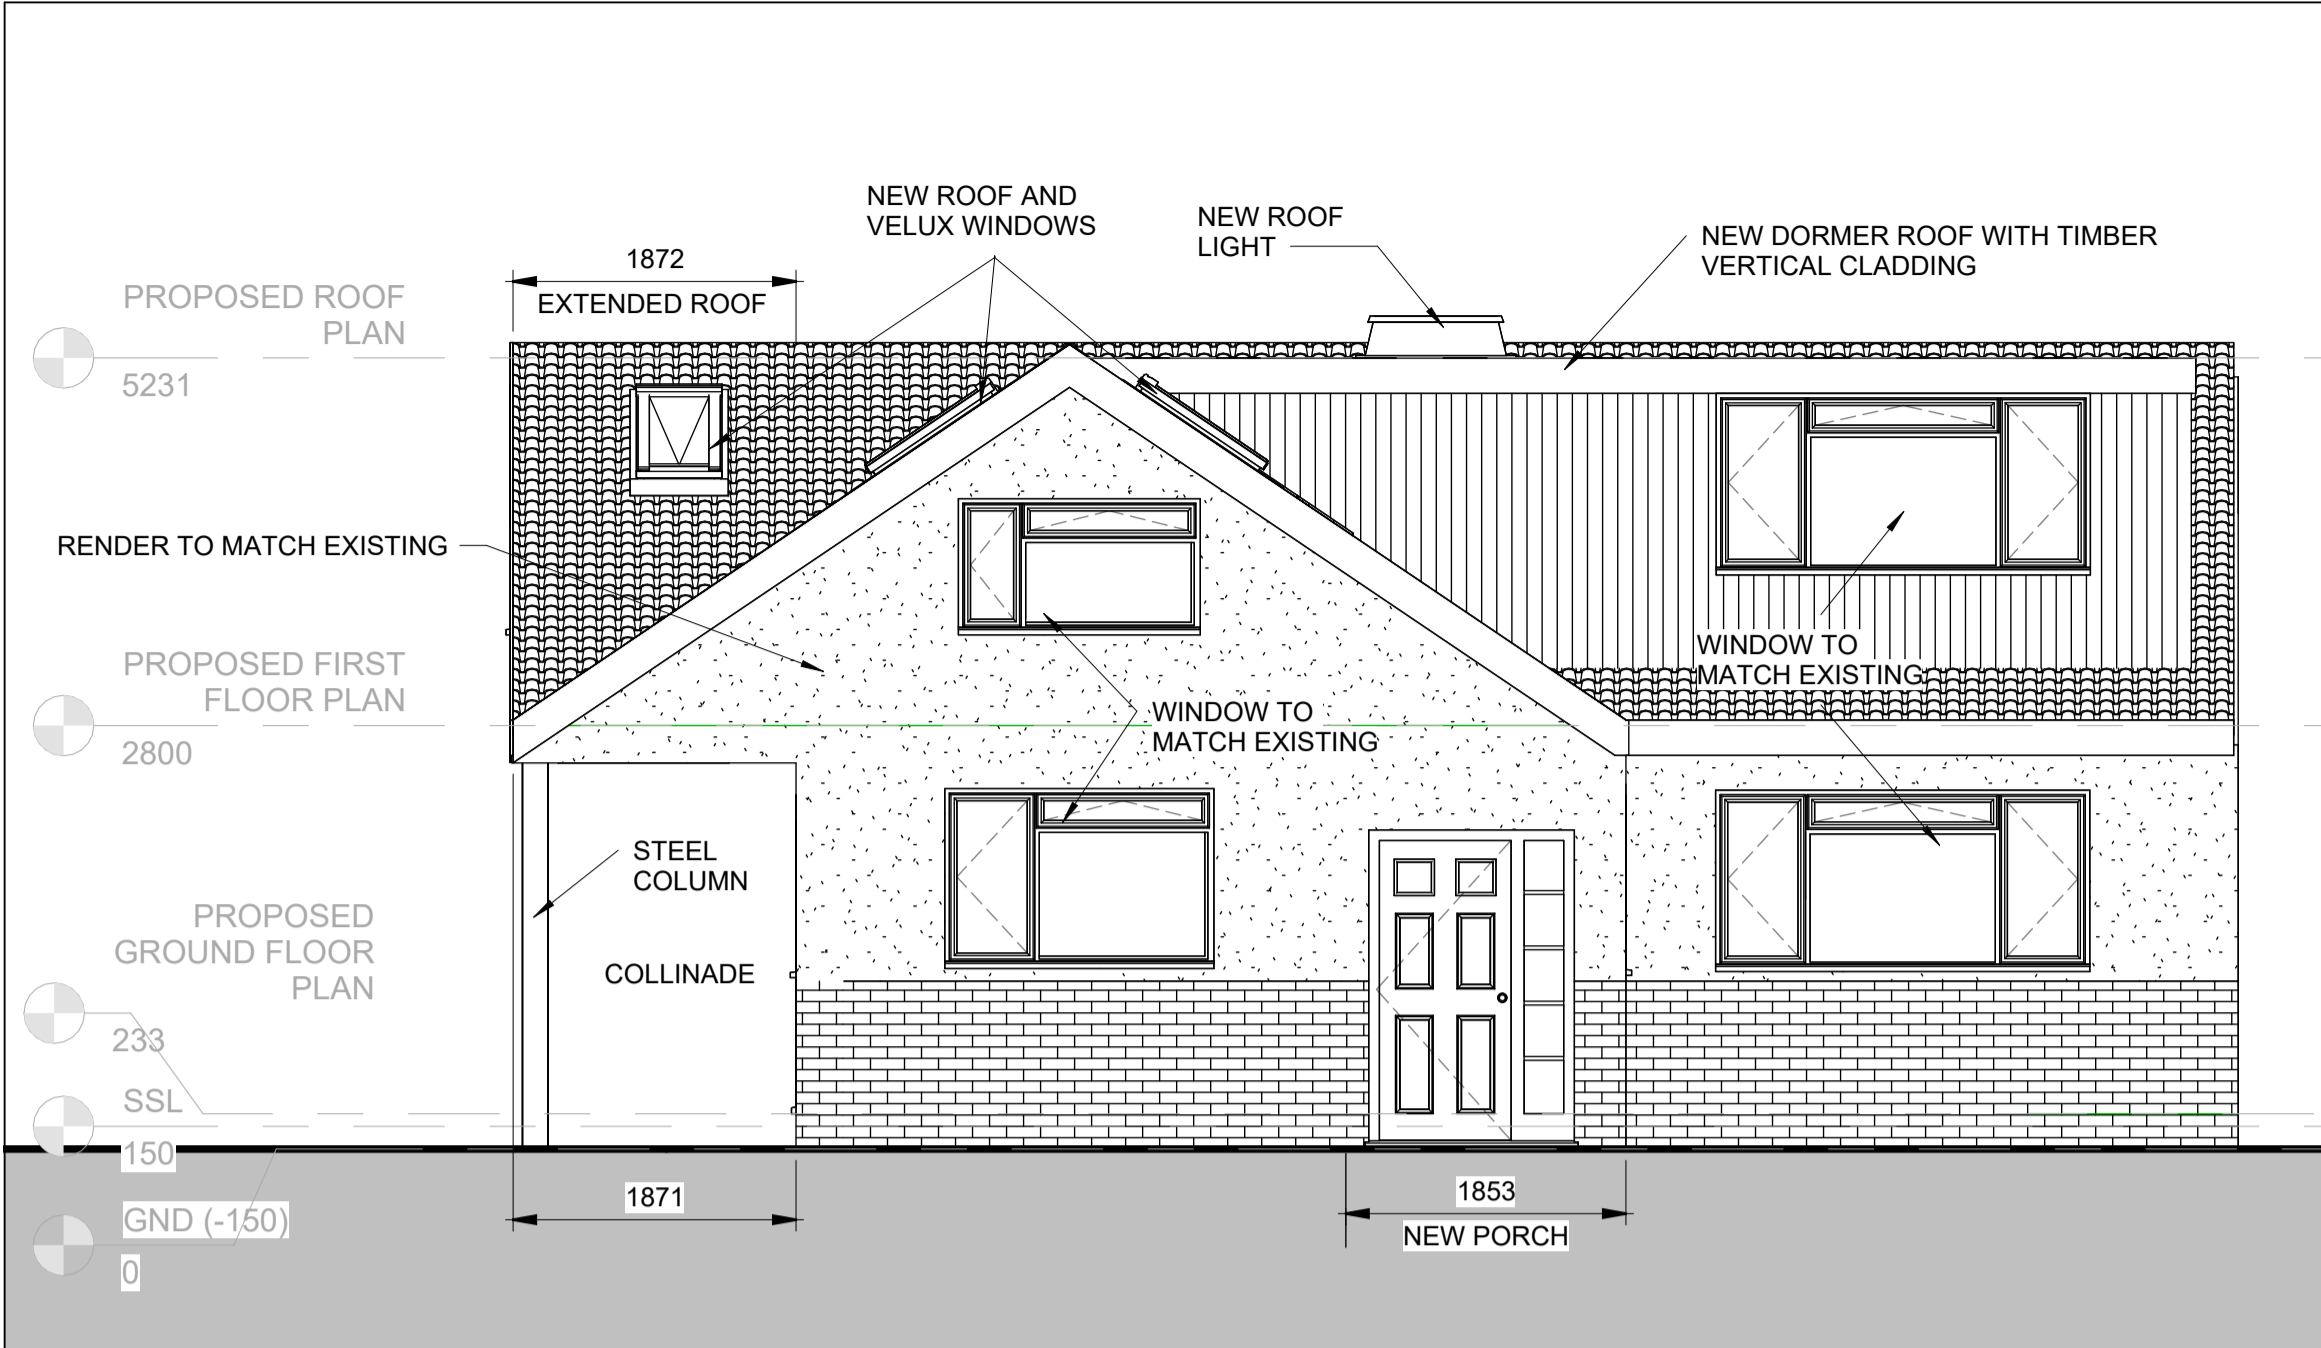 NEW ROOF AND
VELUX WINDOWS
NEW ROOF
LIGHT
NEW DORMER ROOF WITH TIMBER
VERTICAL CLADDING
1872
EXTENDED ROOF
PROPOSED ROOF
PLAN
5231
RENDER TO MATCH EXISTING
PROPOSED FIRST
FLOOR PLAN
2800
WINDOW TO
MATCH EXISTING
WINDOW TO
MATCH EXISTING
STEEL
COLUMN
COLLINADE
PROPOSED
GROUND FLOOR
PLAN
233
SSL
150
GND (-150)
0
1871
1853
NEW PORCH